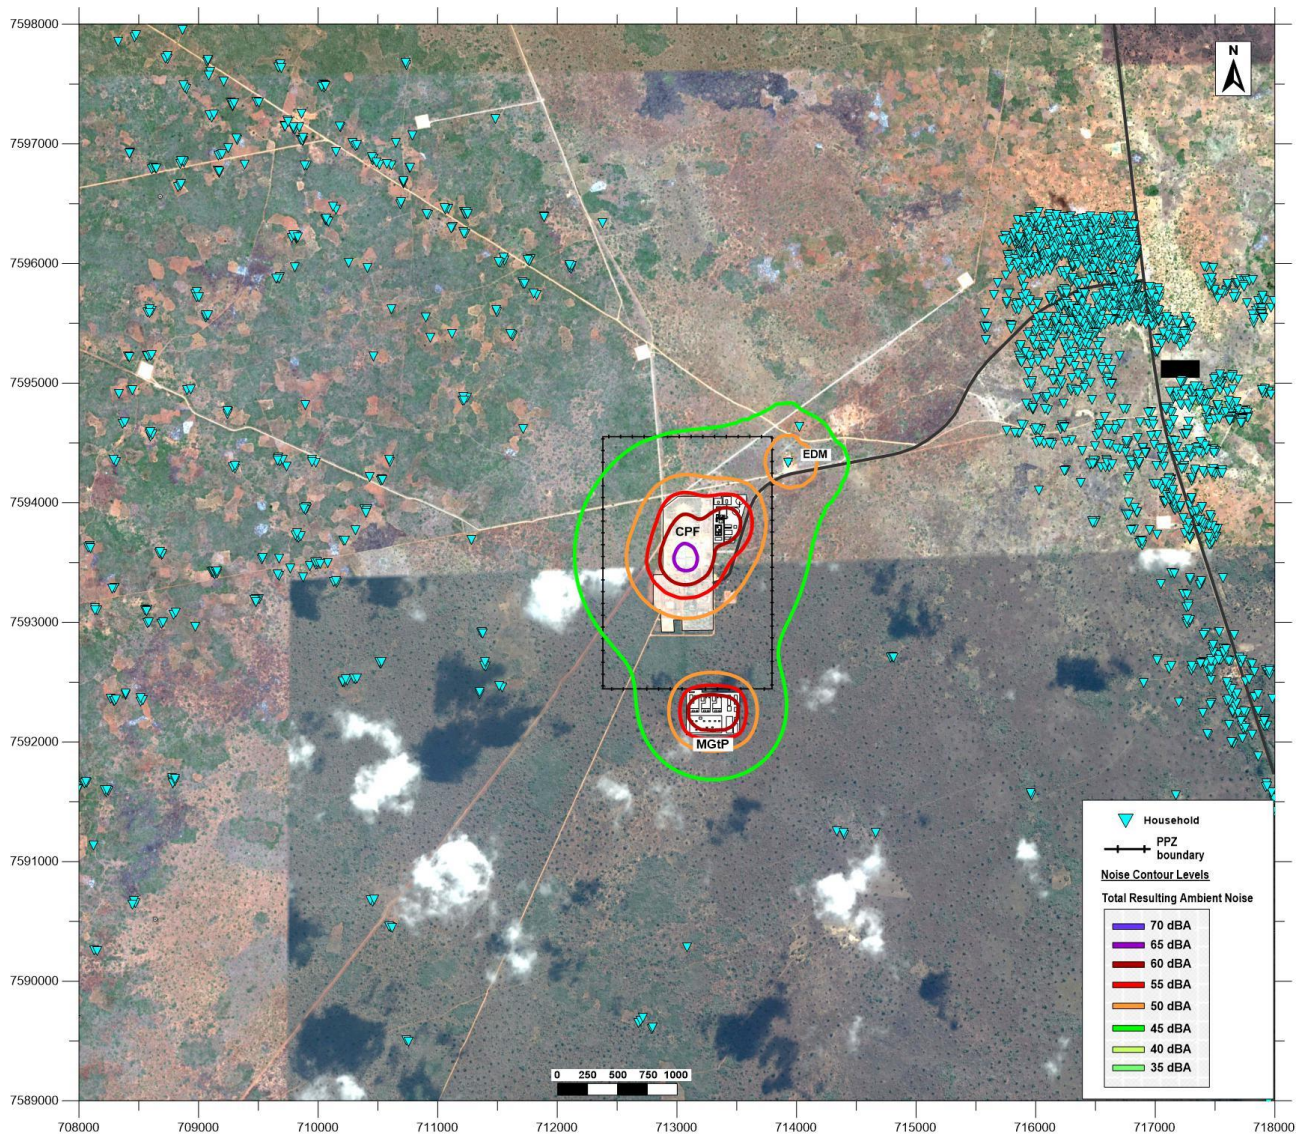 7598000
N
7597000
7596000
7595000
EDM
7594000
CPF
7593000
7592000
MGtP
Household
PPZ
boundary
Noise Contour Levels
Total Resulting Ambient Noise
70 dBA
65 dBA
60 dBA
55 dBA
50 dBA
45 dBA
40 dBA
35 dBA
7591000
7590000
0 250 500 750 1000
7589000
708000 709000 710000 711000 712000 713000 714000 715000 716000 717000 718000